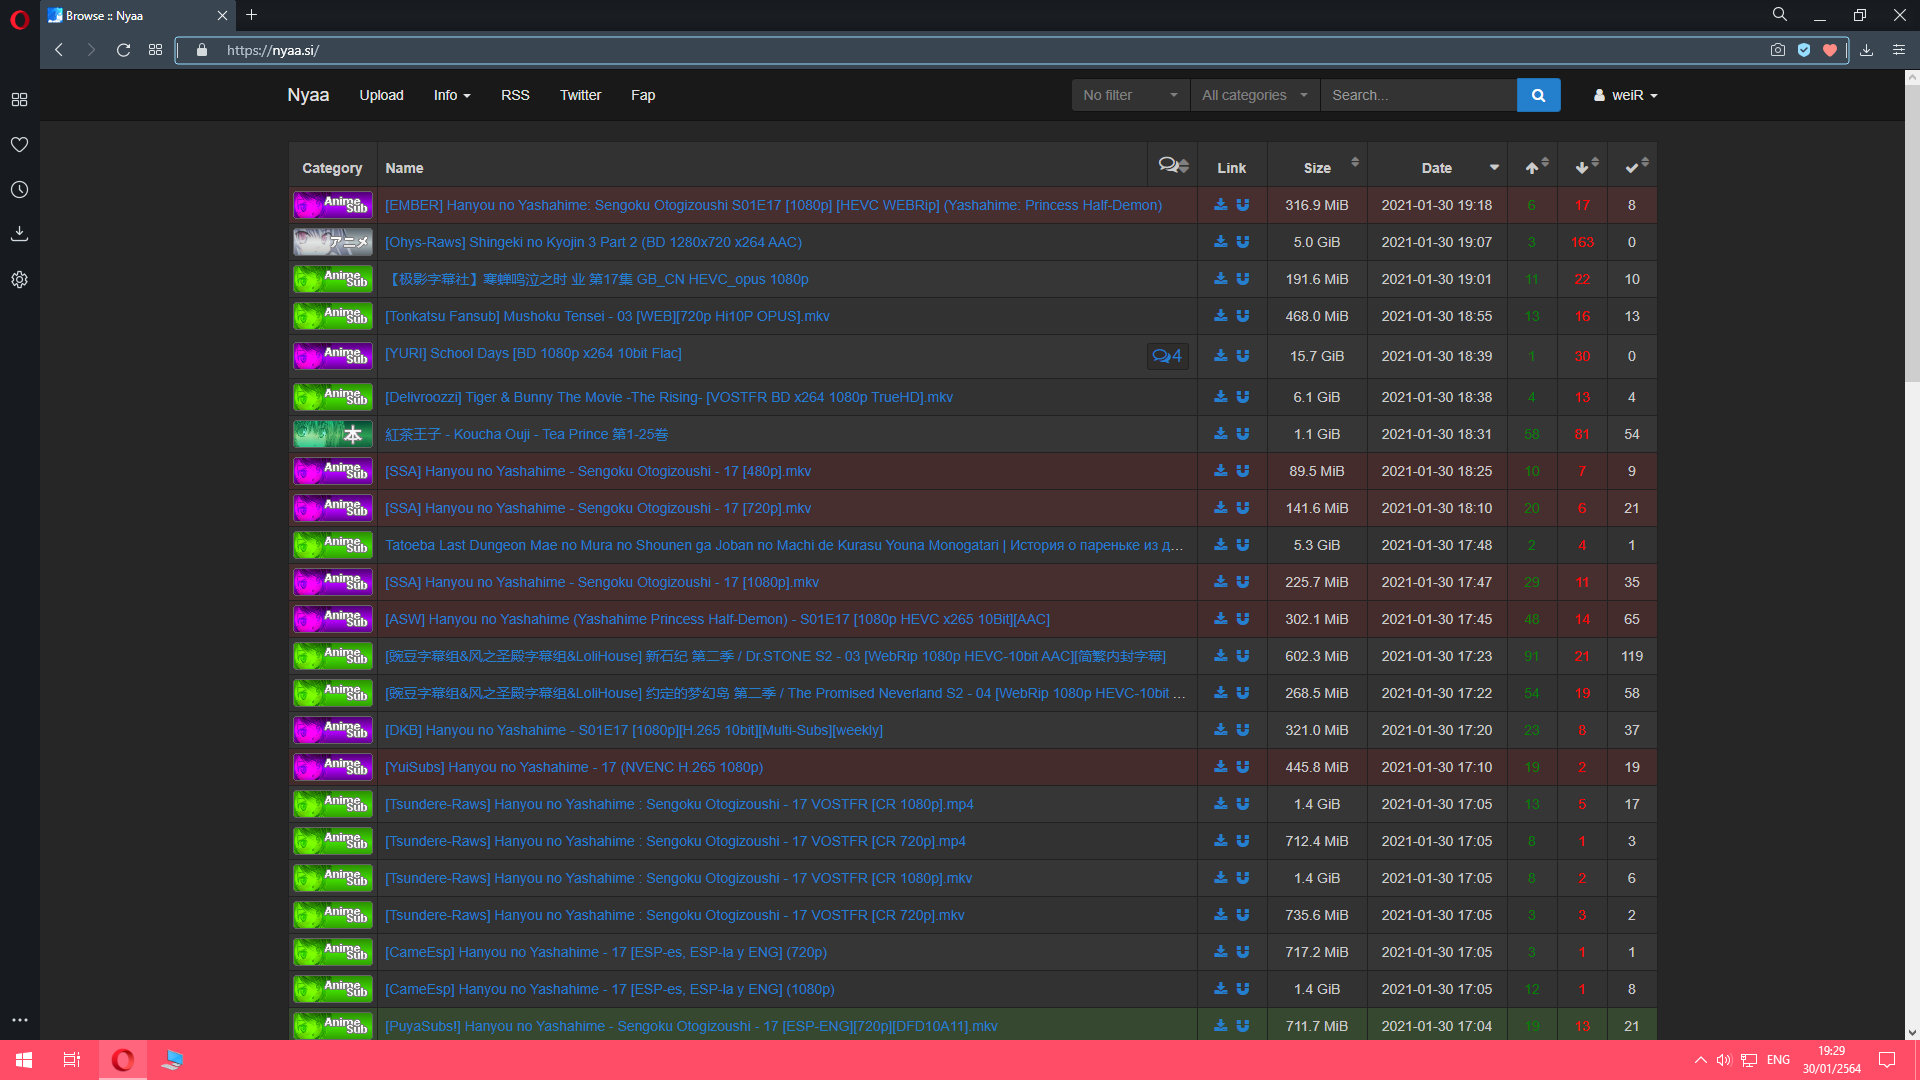 Browse :: Nyaa
https://nyaa.si/
Nyaa Upload Info RSS Twitter Fap No filter All categories Search... weiR
Category Name Link Size Date
Anime Sub [EMBER] Hanyou no Yashahime: Sengoku Otogizoushi S01E17 [1080p] [HEVC WEBRip] (Yashahime: Princess Half-Demon) 316.9 MiB 2021-01-30 19:18 6 17 8
アニメ [Ohys-Raws] Shingeki no Kyojin 3 Part 2 (BD 1280x720 x264 AAC) 5.0 GiB 2021-01-30 19:07 3 163 0
Anime Sub 【极影字幕社】寒蝉鸣泣之时 业 第17集 GB_CN HEVC_opus 1080p 191.6 MiB 2021-01-30 19:01 11 22 10
Anime Sub [Tonkatsu Fansub] Mushoku Tensei - 03 [WEB][720p Hi10P OPUS].mkv 468.0 MiB 2021-01-30 18:55 13 16 13
Anime Sub [YURI] School Days [BD 1080p x264 10bit Flac] 4 15.7 GiB 2021-01-30 18:39 1 30 0
Anime Sub [Delivroozzi] Tiger & Bunny The Movie -The Rising- [VOSTFR BD x264 1080p TrueHD].mkv 6.1 GiB 2021-01-30 18:38 4 13 4
本 紅茶王子 - Koucha Ouji - Tea Prince 第1-25巻 1.1 GiB 2021-01-30 18:31 58 81 54
Anime Sub [SSA] Hanyou no Yashahime - Sengoku Otogizoushi - 17 [480p].mkv 89.5 MiB 2021-01-30 18:25 10 7 9
Anime Sub [SSA] Hanyou no Yashahime - Sengoku Otogizoushi - 17 [720p].mkv 141.6 MiB 2021-01-30 18:10 20 6 21
Anime Sub Tatoeba Last Dungeon Mae no Mura no Shounen ga Joban no Machi de Kurasu Youna Monogatari | История о пареньке из д... 5.3 GiB 2021-01-30 17:48 2 4 1
Anime Sub [SSA] Hanyou no Yashahime - Sengoku Otogizoushi - 17 [1080p].mkv 225.7 MiB 2021-01-30 17:47 29 11 35
Anime Sub [ASW] Hanyou no Yashahime (Yashahime Princess Half-Demon) - S01E17 [1080p HEVC x265 10Bit][AAC] 302.1 MiB 2021-01-30 17:45 48 14 65
Anime Sub [豌豆字幕组&风之圣殿字幕组&LoliHouse] 新石纪 第二季 / Dr.STONE S2 - 03 [WebRip 1080p HEVC-10bit AAC][简繁内封字幕] 602.3 MiB 2021-01-30 17:23 91 21 119
Anime Sub [豌豆字幕组&风之圣殿字幕组&LoliHouse] 约定的梦幻岛 第二季 / The Promised Neverland S2 - 04 [WebRip 1080p HEVC-10bit ... 268.5 MiB 2021-01-30 17:22 54 19 58
Anime Sub [DKB] Hanyou no Yashahime - S01E17 [1080p][H.265 10bit][Multi-Subs][weekly] 321.0 MiB 2021-01-30 17:20 23 8 37
Anime Sub [YuiSubs] Hanyou no Yashahime - 17 (NVENC H.265 1080p) 445.8 MiB 2021-01-30 17:10 19 2 19
Anime Sub [Tsundere-Raws] Hanyou no Yashahime : Sengoku Otogizoushi - 17 VOSTFR [CR 1080p].mp4 1.4 GiB 2021-01-30 17:05 13 5 17
Anime Sub [Tsundere-Raws] Hanyou no Yashahime : Sengoku Otogizoushi - 17 VOSTFR [CR 720p].mp4 712.4 MiB 2021-01-30 17:05 8 1 3
Anime Sub [Tsundere-Raws] Hanyou no Yashahime : Sengoku Otogizoushi - 17 VOSTFR [CR 1080p].mkv 1.4 GiB 2021-01-30 17:05 8 2 6
Anime Sub [Tsundere-Raws] Hanyou no Yashahime : Sengoku Otogizoushi - 17 VOSTFR [CR 720p].mkv 735.6 MiB 2021-01-30 17:05 3 3 2
Anime Sub [CameEsp] Hanyou no Yashahime - 17 [ESP-es, ESP-la y ENG] (720p) 717.2 MiB 2021-01-30 17:05 3 1 1
Anime Sub [CameEsp] Hanyou no Yashahime - 17 [ESP-es, ESP-la y ENG] (1080p) 1.4 GiB 2021-01-30 17:05 12 1 8
Anime Sub [PuyaSubs!] Hanyou no Yashahime - Sengoku Otogizoushi - 17 [ESP-ENG][720p][DFD10A11].mkv 711.7 MiB 2021-01-30 17:04 19 13 21
ENG 19:29
30/01/2564